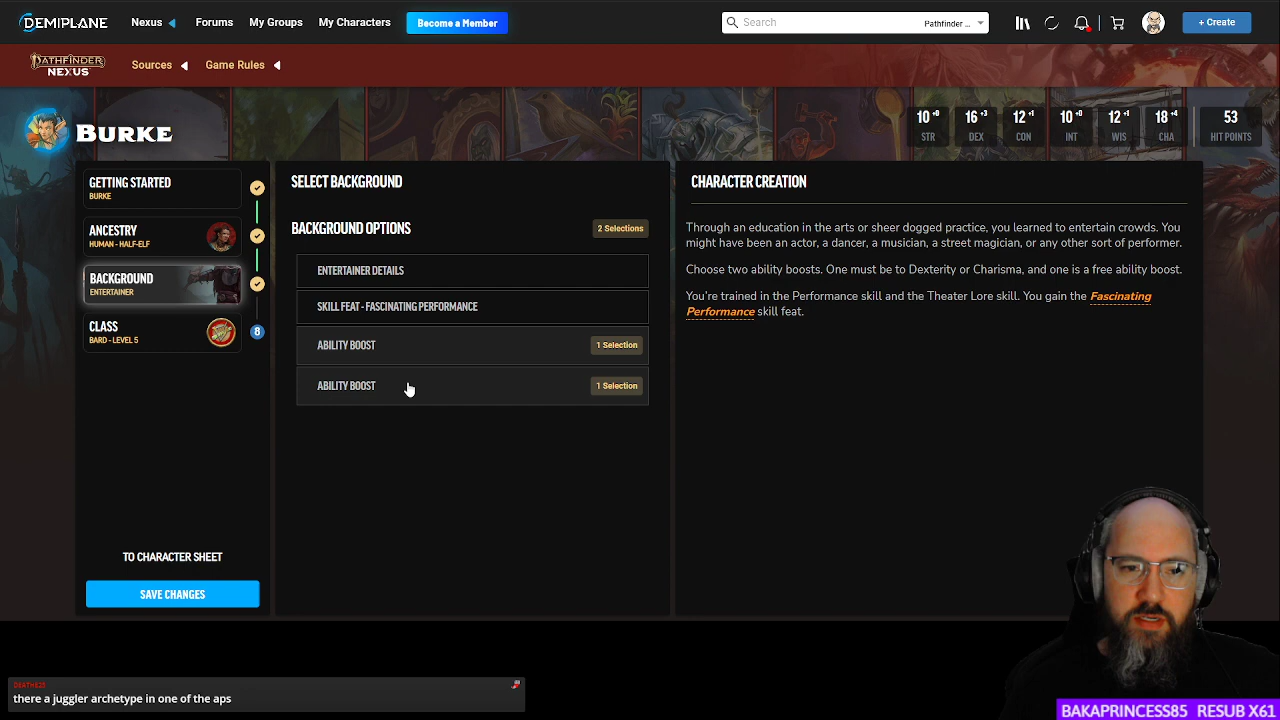 DEMIPLANE
Nexus
Forums
My Groups
My Characters
Become a Member
Search
Pathfinder ...
+ Create
PATHFINDER
NEXUS
Sources
Game Rules
BURKE
10 +0
STR
16 +3
DEX
12 +1
CON
10 +0
INT
12 +1
WIS
18 +4
CHA
53
HIT POINTS
GETTING STARTED
BURKE
ANCESTRY
HUMAN - HALF-ELF
BACKGROUND
ENTERTAINER
CLASS
BARD - LEVEL 5
8
TO CHARACTER SHEET
SAVE CHANGES
SELECT BACKGROUND
BACKGROUND OPTIONS
2 Selections
ENTERTAINER DETAILS
SKILL FEAT - FASCINATING PERFORMANCE
ABILITY BOOST
1 Selection
ABILITY BOOST
1 Selection
CHARACTER CREATION
Through an education in the arts or sheer dogged practice, you learned to entertain crowds. You
might have been an actor, a dancer, a musician, a street magician, or any other sort of performer.
Choose two ability boosts. One must be to Dexterity or Charisma, and one is a free ability boost.
You're trained in the Performance skill and the Theater Lore skill. You gain the Fascinating
Performance skill feat.
there a juggler archetype in one of the aps
BAKAPRINCESS85 RESUB X61